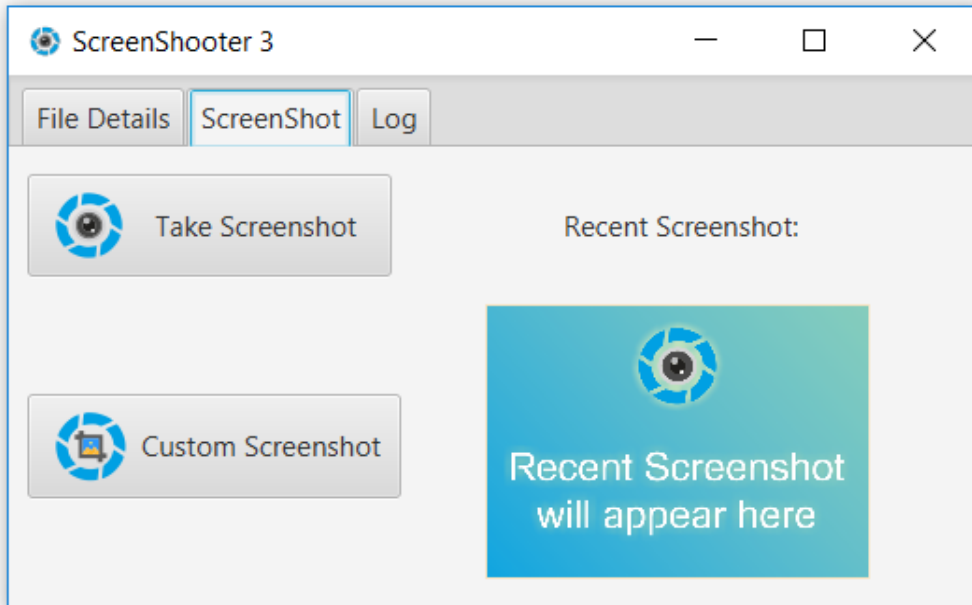 ScreenShooter 3
File Details
ScreenShot
Log
Take Screenshot
Recent Screenshot:
Custom Screenshot
Recent Screenshot
will appear here